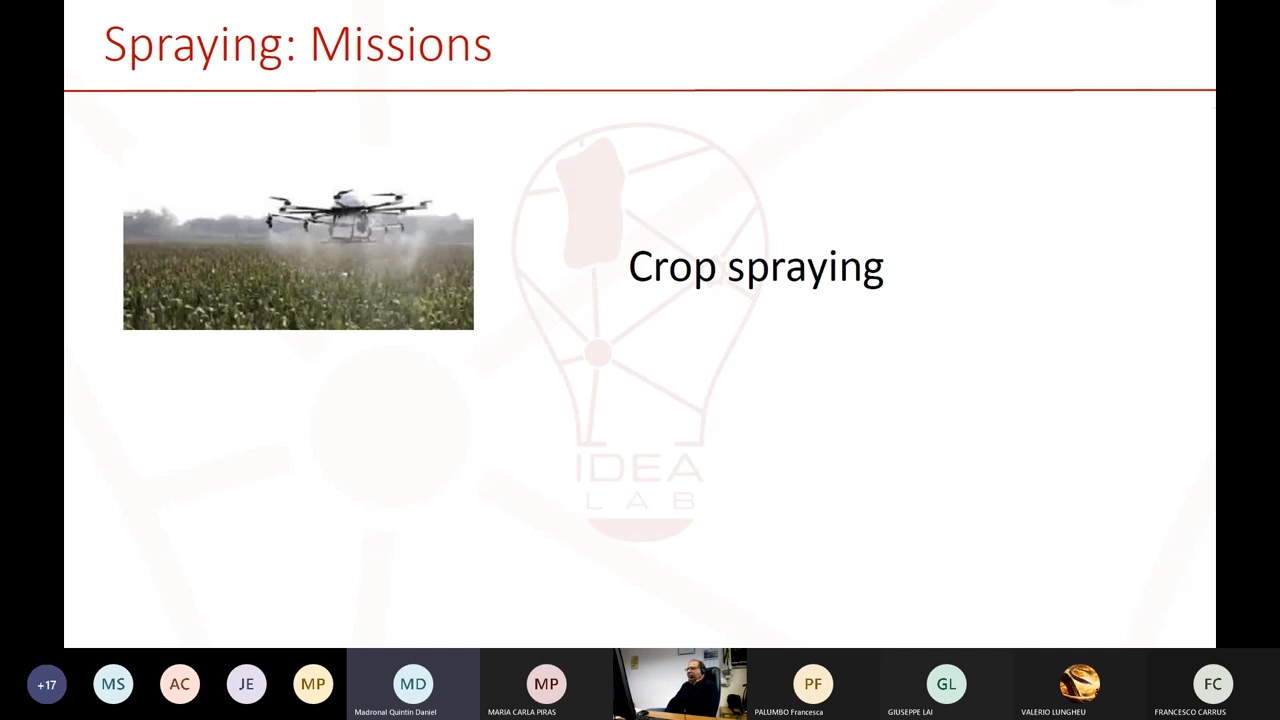 Spraying: Missions
Crop spraying
IDEA
LAB
+17
MS
AC
JE
MP
MD
Madronal Quintin Daniel
MP
MARIA CARLA PIRAS
PF
PALUMBO Francesca
GL
GIUSEPPE LAI
VALERIO LUNGHEU
FC
FRANCESCO CARRUS